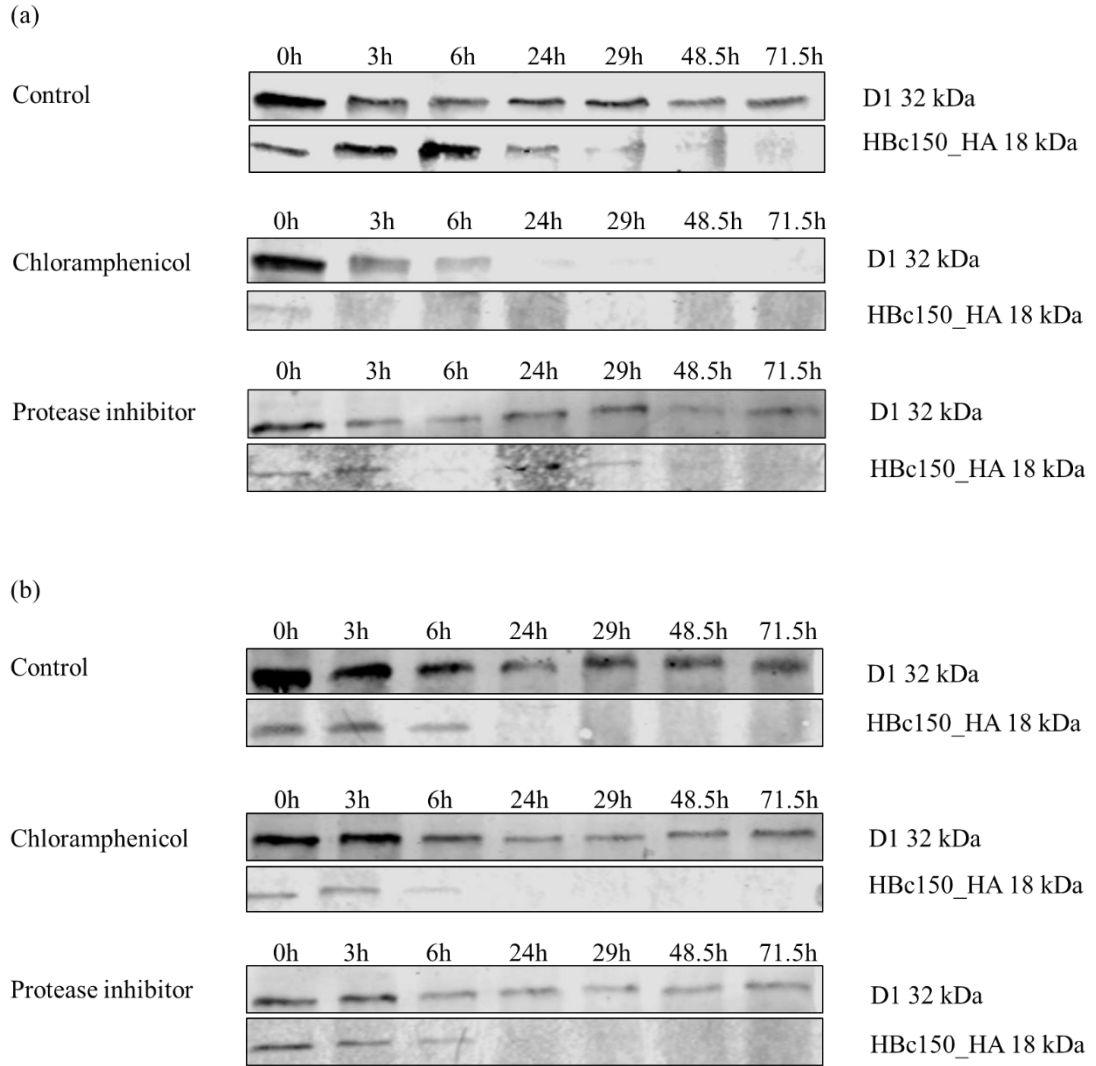 (a)
0h 3h 6h 24h 29h 48.5h 71.5h
Control D1 32 kDa
HBc150_HA 18 kDa
0h 3h 6h 24h 29h 48.5h 71.5h
Chloramphenicol D1 32 kDa
HBc150_HA 18 kDa
0h 3h 6h 24h 29h 48.5h 71.5h
Protease inhibitor D1 32 kDa
HBc150_HA 18 kDa
(b)
0h 3h 6h 24h 29h 48.5h 71.5h
Control D1 32 kDa
HBc150_HA 18 kDa
0h 3h 6h 24h 29h 48.5h 71.5h
Chloramphenicol D1 32 kDa
HBc150_HA 18 kDa
0h 3h 6h 24h 29h 48.5h 71.5h
Protease inhibitor D1 32 kDa
HBc150_HA 18 kDa